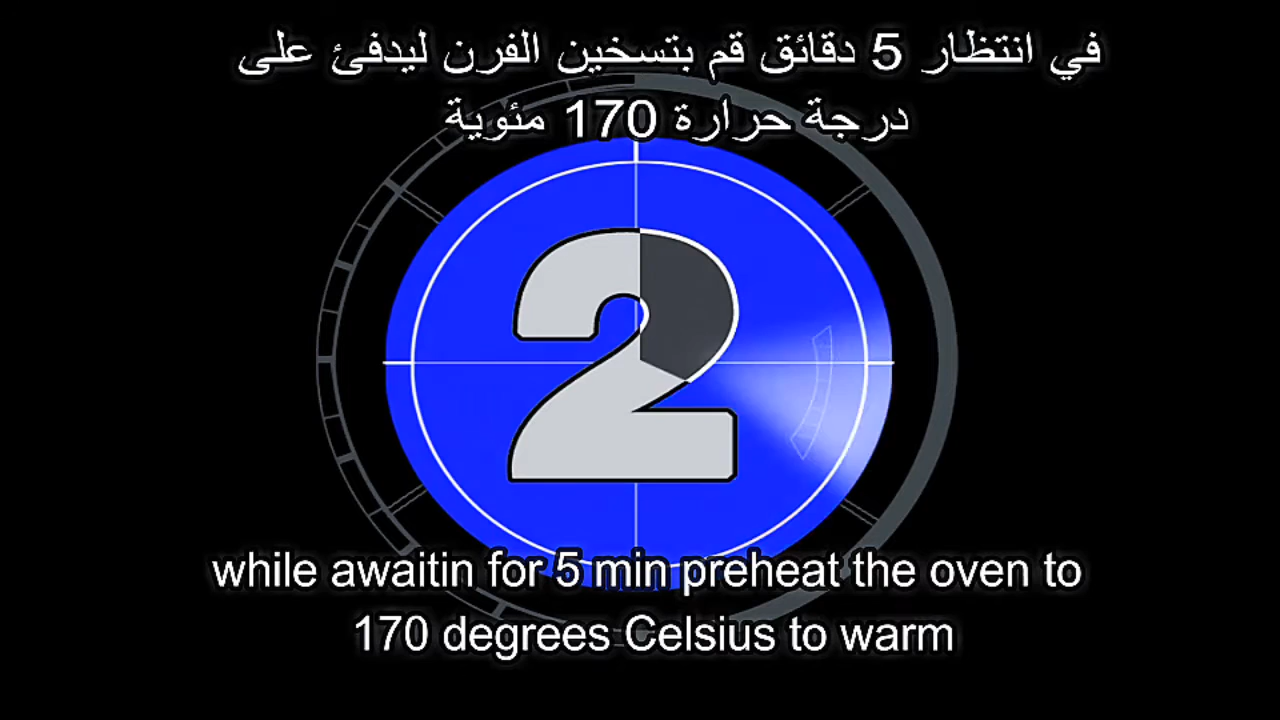 في انتظار 5 دقائق قم بتسخين الفرن ليدفئ على
درجة حرارة 170 مئوية
2
while awaitin for 5 min preheat the oven to
170 degrees Celsius to warm